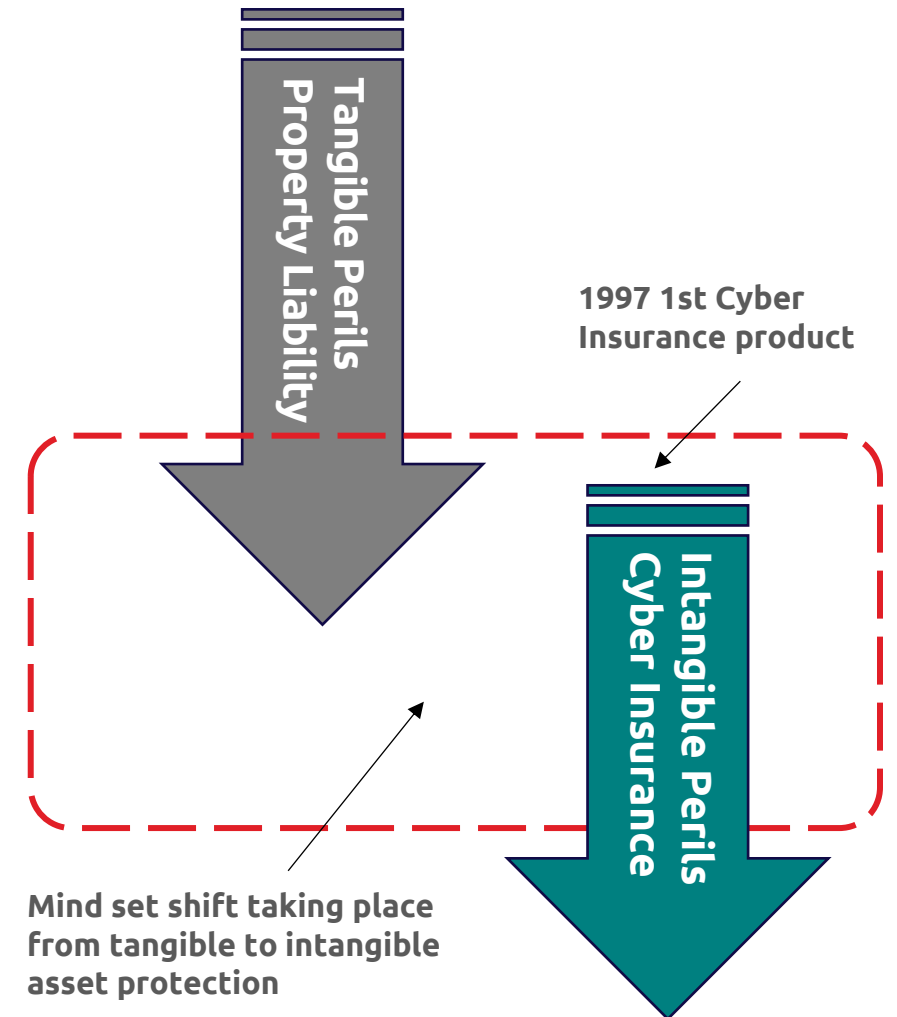 Tangible Perils
Property Liability
1997 1st Cyber
Insurance product
Intangible Perils
Cyber Insurance
Mind set shift taking place
from tangible to intangible
asset protection